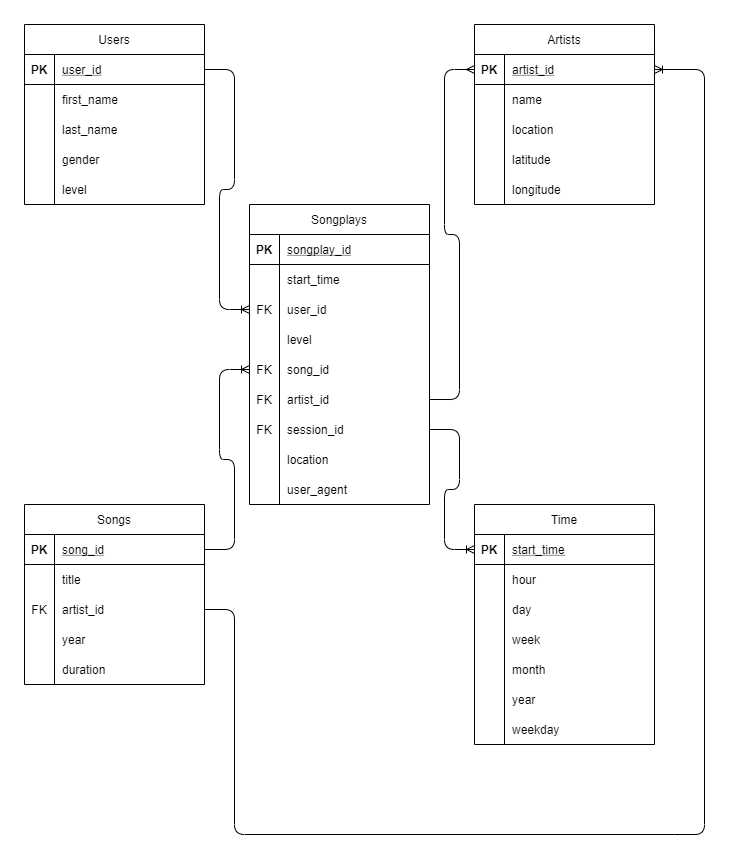 Users
PK user_id
first_name
last_name
gender
level
Artists
PK artist_id
name
location
latitude
longitude
Songplays
PK songplay_id
start_time
FK user_id
level
FK song_id
FK artist_id
FK session_id
location
user_agent
Songs
PK song_id
title
FK artist_id
year
duration
Time
PK start_time
hour
day
week
month
year
weekday